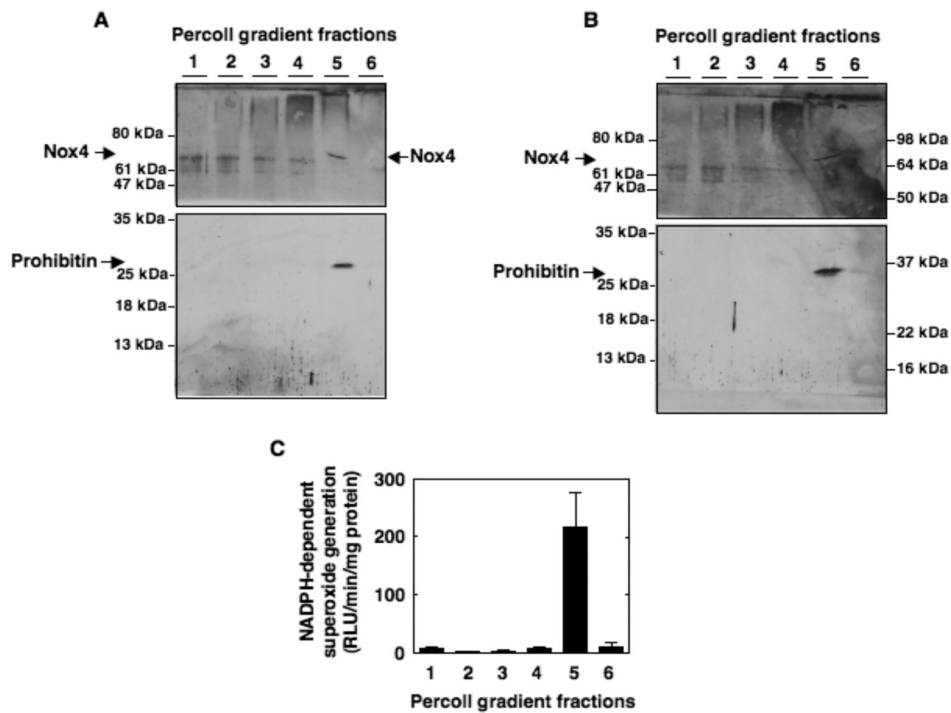 A
Percoll gradient fractions
1 2 3 4 5 6
80 kDa
Nox4
Nox4
61 kDa
47 kDa
35 kDa
Prohibitin
25 kDa
18 kDa
13 kDa
B
Percoll gradient fractions
1 2 3 4 5 6
80 kDa
98 kDa
Nox4
64 kDa
61 kDa
47 kDa
50 kDa
35 kDa
37 kDa
Prohibitin
25 kDa
18 kDa
22 kDa
13 kDa
16 kDa
C
NADPH-dependent
superoxide generation
(RLU/min/mg protein)
300
200
100
0
1 2 3 4 5 6
Percoll gradient fractions